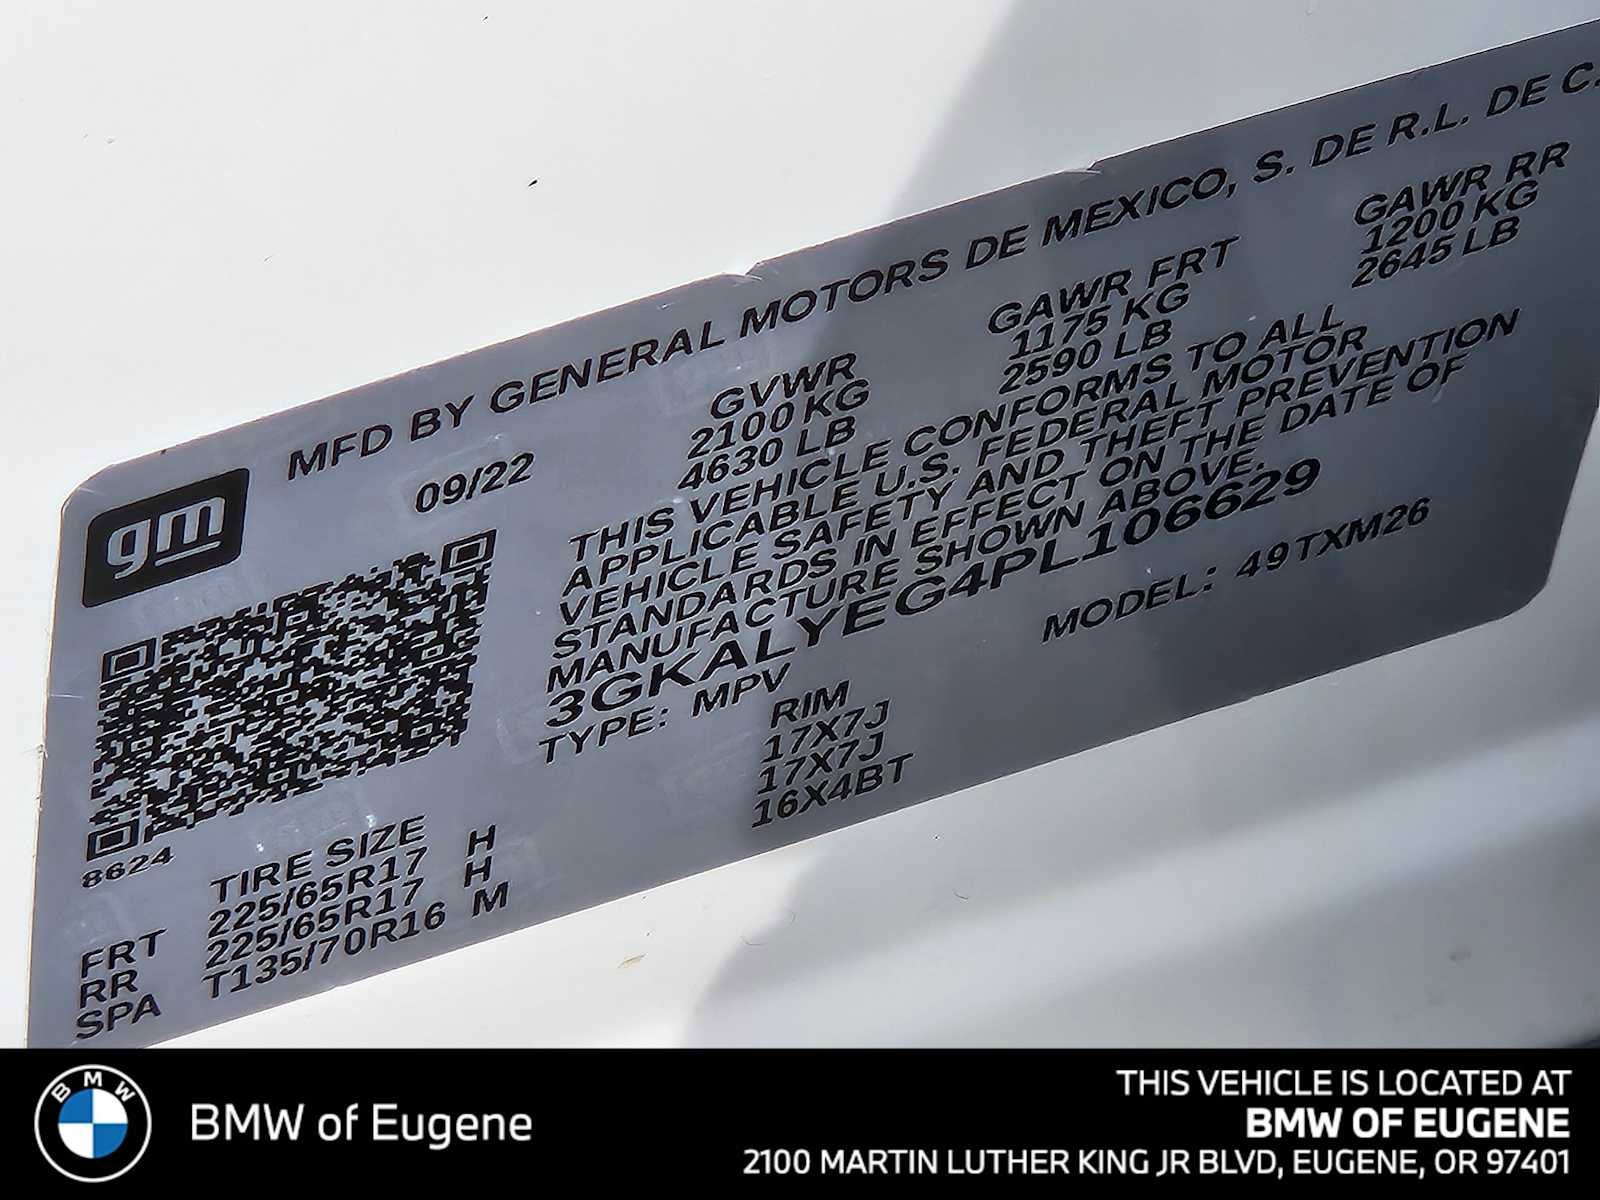 MFD BY GENERAL MOTORS DE MEXICO, S. DE R.L. DE C.
gm
09/22
GVWR GAWR FRT GAWR RR
2100 KG 1175 KG 1200 KG
4630 LB 2590 LB 2645 LB
THIS VEHICLE CONFORMS TO ALL
APPLICABLE U.S. FEDERAL MOTOR
VEHICLE SAFETY AND THEFT PREVENTION
STANDARDS IN EFFECT ON THE DATE OF
MANUFACTURE SHOWN ABOVE.
3GKALYEG4PL106629
TYPE: MPV MODEL: 49TXM26
8624
TIRE SIZE RIM
FRT 225/65R17 H 17X7J
RR 225/65R17 H 17X7J
SPA T135/70R16 M 16X4BT
BMW
BMW of Eugene
THIS VEHICLE IS LOCATED AT
BMW OF EUGENE
2100 MARTIN LUTHER KING JR BLVD, EUGENE, OR 97401